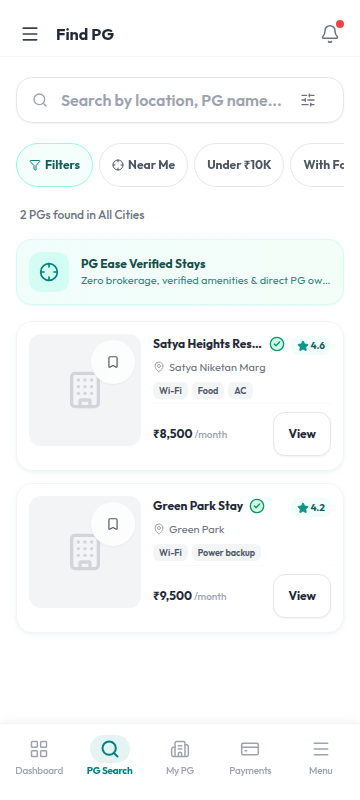 Find PG
Search by location, PG name...
Filters
Near Me
Under ₹10K
With Fo
2 PGs found in All Cities
PG Ease Verified Stays
Zero brokerage, verified amenities & direct PG ow...
Satya Heights Res... 4.6
Satya Niketan Marg
Wi-Fi Food AC
₹8,500 /month View
Green Park Stay 4.2
Green Park
Wi-Fi Power backup
₹9,500 /month View
Dashboard PG Search My PG Payments Menu